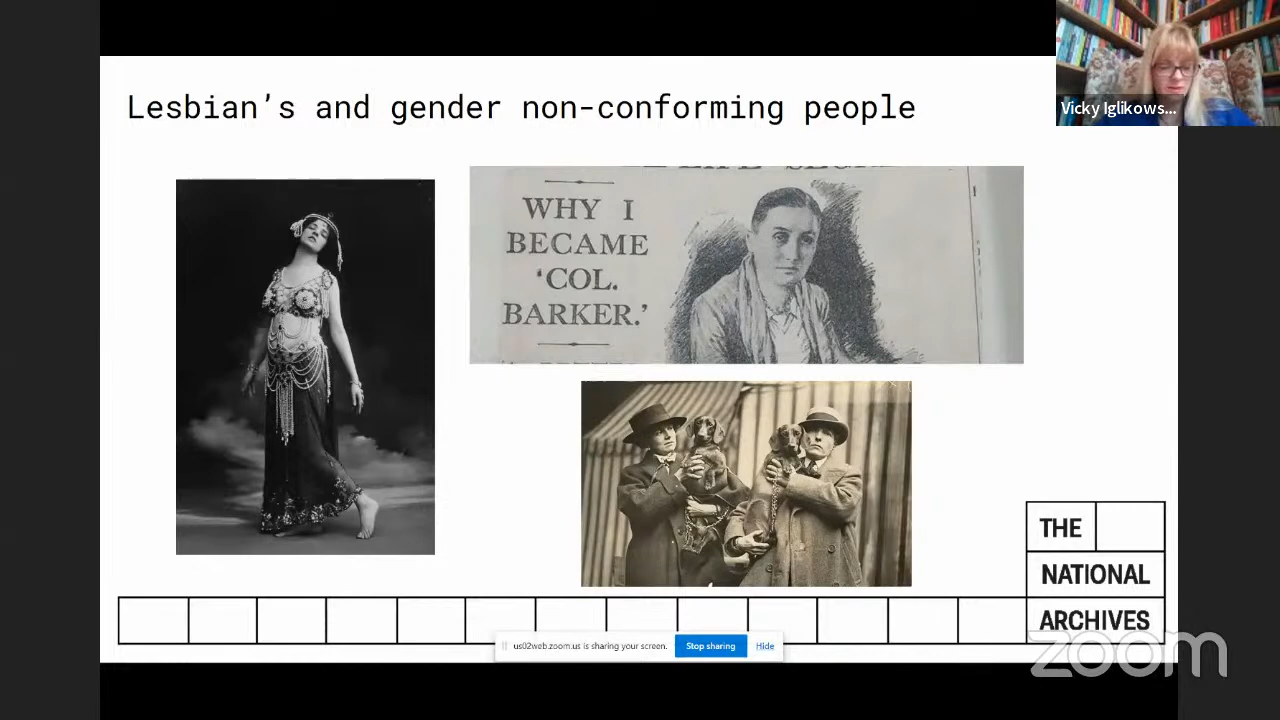 Lesbian's and gender non-conforming people
Vicky Iglikows...
WHY I
BECAME
'COL.
BARKER.'
THE
NATIONAL
ARCHIVES
us02web.zoom.us is sharing your screen.
Stop sharing
Hide
zoom